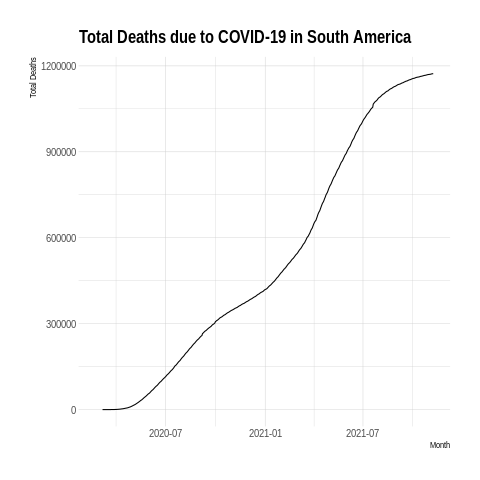 Total Deaths due to COVID-19 in South America
Total Deaths
1200000
900000
600000
300000
0
2020-07
2021-01
2021-07
Month